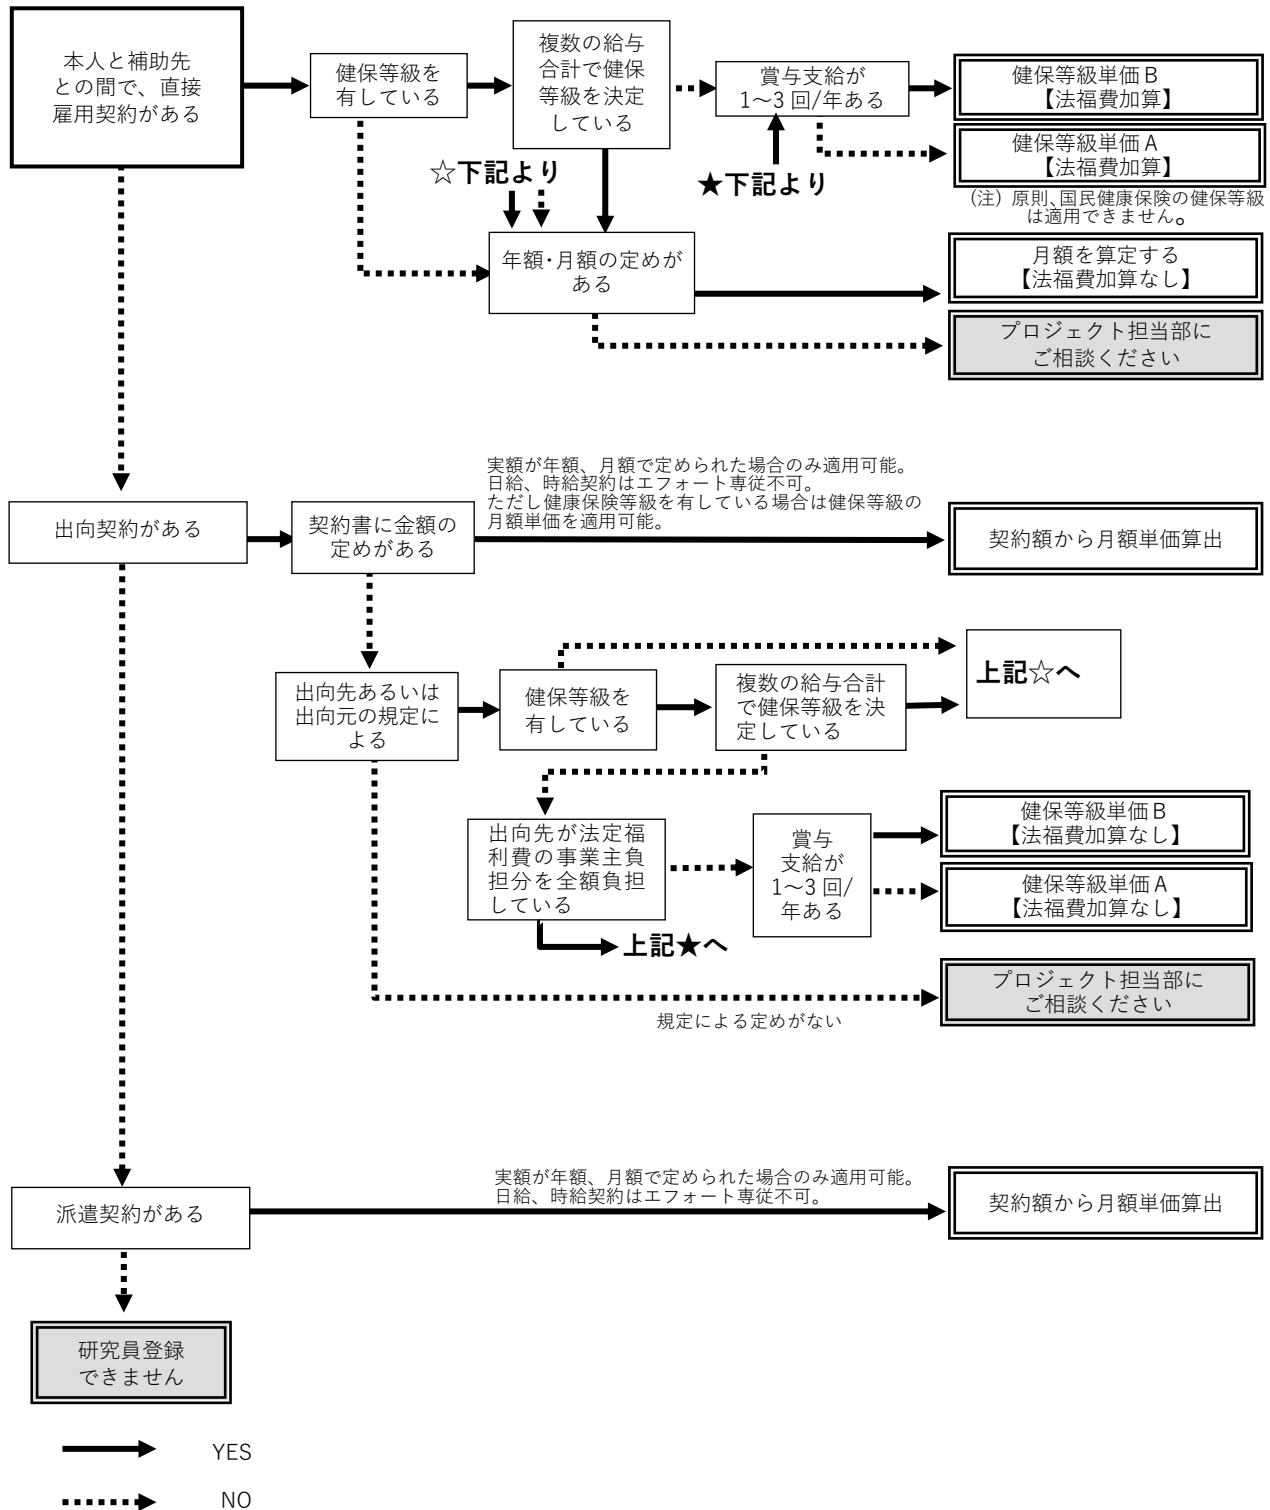 本人と補助先
との間で、直接
雇用契約がある
健保等級を
有している
複数の給与
合計で健保
等級を決定
している
賞与支給が
1～3 回/年ある
健保等級単価Ｂ
【法福費加算】
健保等級単価Ａ
【法福費加算】
(注) 原則、国民健康保険の健保等級
は適用できません。
☆下記より
★下記より
年額・月額の定めが
ある
月額を算定する
【法福費加算なし】
プロジェクト担当部に
ご相談ください
出向契約がある
契約書に金額の
定めがある
実額が年額、月額で定められた場合のみ適用可能。
日給、時給契約はエフォート専従不可。
ただし健康保険等級を有している場合は健保等級の
月額単価を適用可能。
契約額から月額単価算出
出向先あるいは
出向元の規定に
よる
健保等級を
有している
複数の給与合計
で健保等級を決
定している
上記☆へ
出向先が法定福
利費の事業主負
担分を全額負担
している
賞与
支給が
1～3 回/
年ある
健保等級単価Ｂ
【法福費加算なし】
健保等級単価Ａ
【法福費加算なし】
上記★へ
プロジェクト担当部に
ご相談ください
規定による定めがない
派遣契約がある
実額が年額、月額で定められた場合のみ適用可能。
日給、時給契約はエフォート専従不可。
契約額から月額単価算出
研究員登録
できません
YES
NO